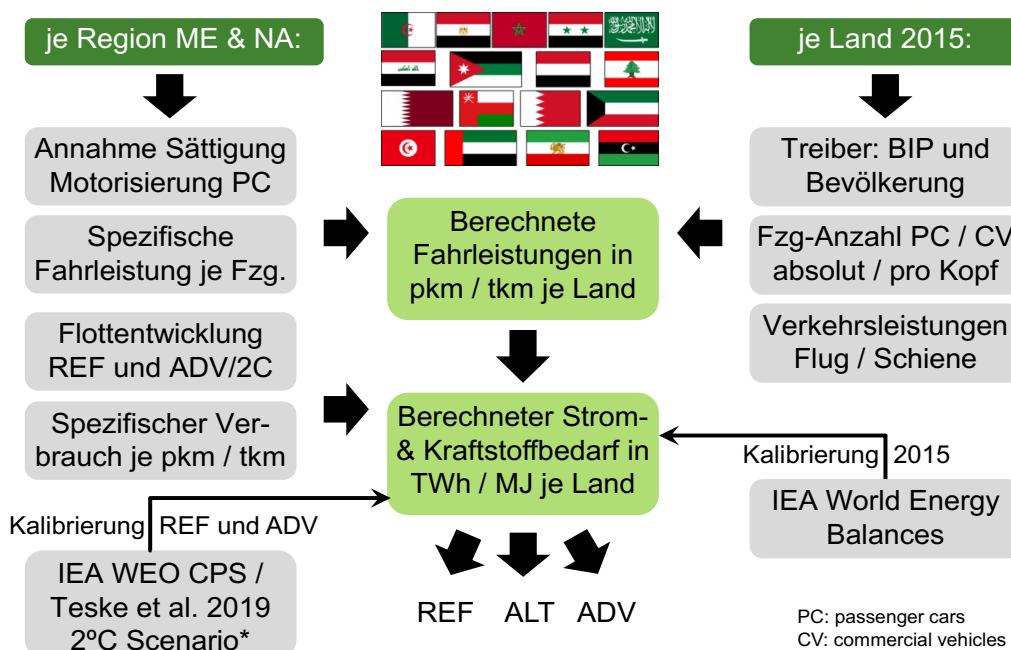 je Region ME & NA:
je Land 2015:
Annahme Sättigung
Motorisierung PC
Spezifische
Fahrleistung je Fzg.
Flottentwicklung
REF und ADV/2C
Spezifischer Ver-
brauch je pkm / tkm
Kalibrierung REF und ADV
IEA WEO CPS /
Teske et al. 2019
2ºC Scenario*
Berechnete
Fahrleistungen in
pkm / tkm je Land
Berechneter Strom-
& Kraftstoffbedarf in
TWh / MJ je Land
REF ALT ADV
Treiber: BIP und
Bevölkerung
Fzg-Anzahl PC / CV
absolut / pro Kopf
Verkehrsleistungen
Flug / Schiene
Kalibrierung 2015
IEA World Energy
Balances
PC: passenger cars
CV: commercial vehicles